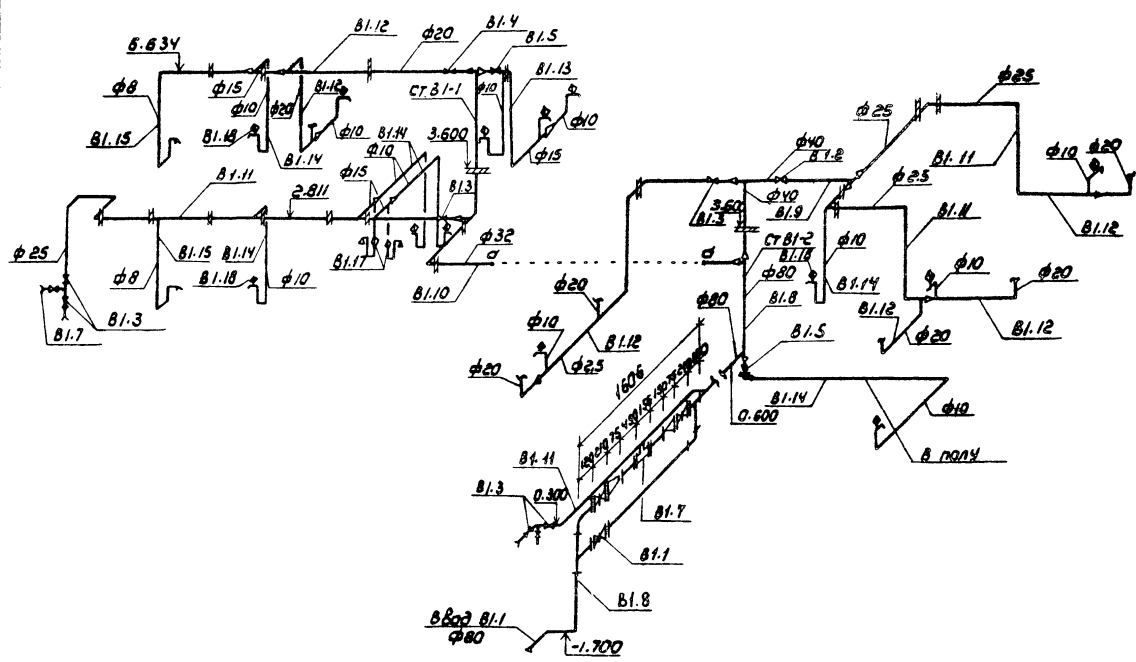 6.634
В1.12
ф20
В1.4
В1.5
В1.13
ф8
ф15
ф10
ф20
В1.12
ст В1-1
ф10
ф10
В1.15
В1.18
В1.14
ф10
В1.14
3.600
ф15
ф10
ф25
ф25
ф40
В1.2
В1.11
ф10
ф20
В1.11
2.811
ф15
ф10
В1.3
ф40
В1.3
3.60
В1.9
ф25
В1.12
ф25
В1.15
В1.14
В1.17
ф32
а
а
ст В1-2
В1.18
ф10
В1.11
ф8
В1.18
ф10
В1.10
ф80
В1.14
ф10
ф20
В1.3
В1.7
ф20
ф80
В1.8
В1.12
ф20
В1.12
ф10
В1.12
В1.5
ф20
ф25
1606
В1.14
ф10
0.600
120
210
75
В полу
В1.11
В1.3
0.300
В1.7
В1.1
В1.8
Ввод В1.1
ф80
-1.700